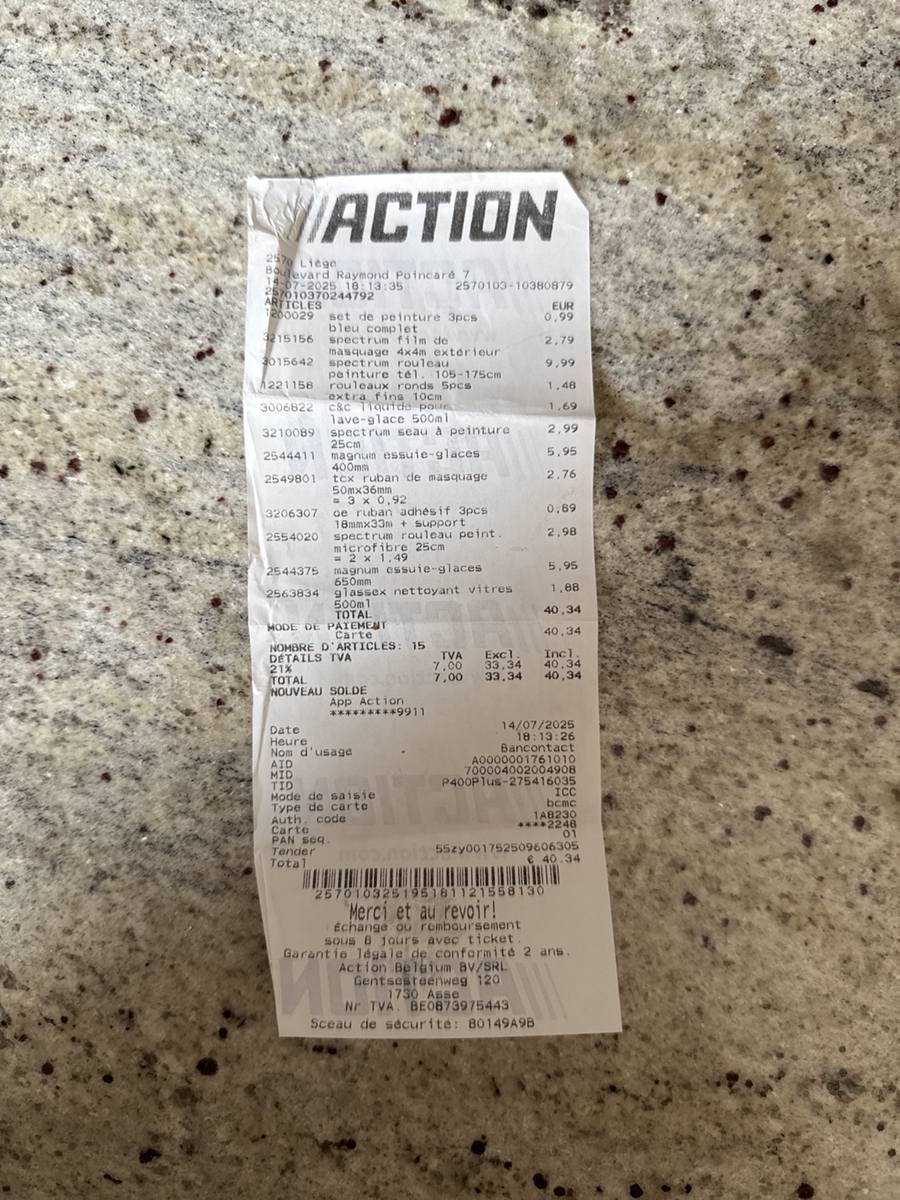 ACTION
2570 Liège
Boulevard Raymond Poincaré 7
14-07-2025 18:13:35 2570103-10380879
257010370244792
ARTICLES EUR
1200029 set de peinture 3pcs 0,99
bleu complet
3215156 spectrum film de 2,79
masquage 4x4m extérieur
3015642 spectrum rouleau 9,99
peinture tél. 105-175cm
1221158 rouleaux ronds 5pcs 1,48
extra fins 10cm
3006822 c&c liquide pour 1,69
lave-glace 500ml
3210089 spectrum seau à peinture 2,99
25cm
2544411 magnum essuie-glaces 5,95
400mm
2549801 tcx ruban de masquage 2,76
50mx36mm
= 3 x 0,92
3206307 oe ruban adhésif 3pcs 0,89
18mmx33m + support
2554020 spectrum rouleau peint. 2,98
microfibre 25cm
= 2 x 1,49
2544375 magnum essuie-glaces 5,95
650mm
2563834 glassex nettoyant vitres 1,88
500ml
TOTAL 40,34
MODE DE PAIEMENT
Carte 40,34
NOMBRE D'ARTICLES: 15
DÉTAILS TVA TVA Excl. Incl.
21% 7,00 33,34 40,34
TOTAL 7,00 33,34 40,34
NOUVEAU SOLDE
App Action
*********9911
Date 14/07/2025
Heure 18:13:26
Nom d'usage Bancontact
AID A0000001761010
MID 700004002004908
TID P400Plus-275416035
Mode de saisie ICC
Type de carte bcmc
Auth. code 1A8230
Carte ****2248
PAN seq. 01
Tender 55zy001752509606305
Total € 40.34
257010325195181121558130
Merci et au revoir!
Échange ou remboursement
sous 8 jours avec ticket.
Garantie légale de conformité 2 ans.
Action Belgium BV/SRL
Gentsesteenweg 120
1730 Asse
Nr TVA. BE0873975443
Sceau de sécurité: 80149A9B